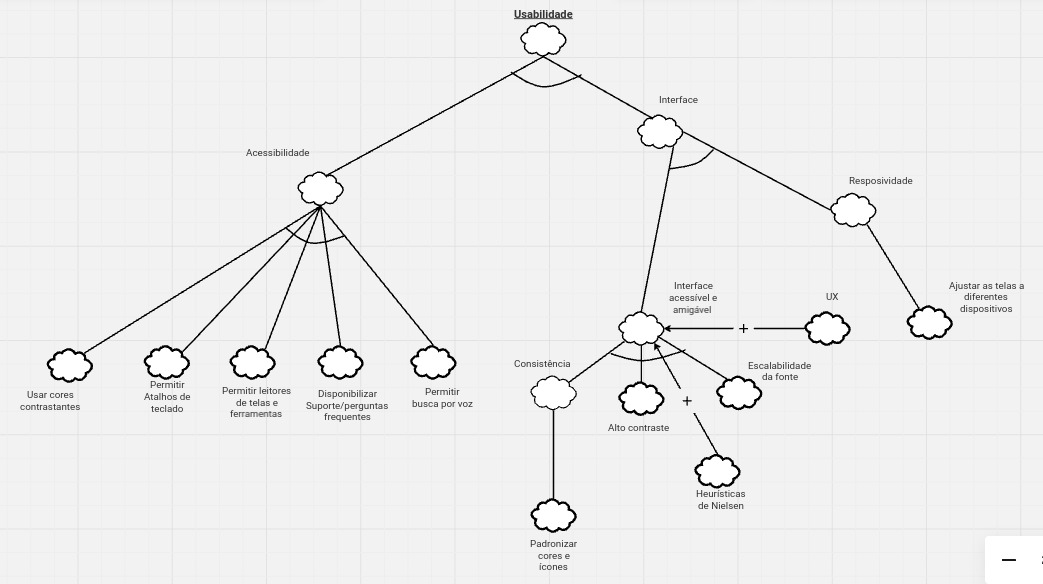 Usabilidade
Interface
Acessibilidade
Resposividade
Interface
acessível e
amigável
UX
Ajustar as telas a
diferentes
dispositivos
+
Consistência
Escalabilidade
da fonte
Usar cores
contrastantes
Permitir
Atalhos de
teclado
Permitir leitores
de telas e
ferramentas
Disponibilizar
Suporte/perguntas
frequentes
Permitir
busca por voz
+
Alto contraste
Heurísticas
de Nielsen
Padronizar
cores e
ícones